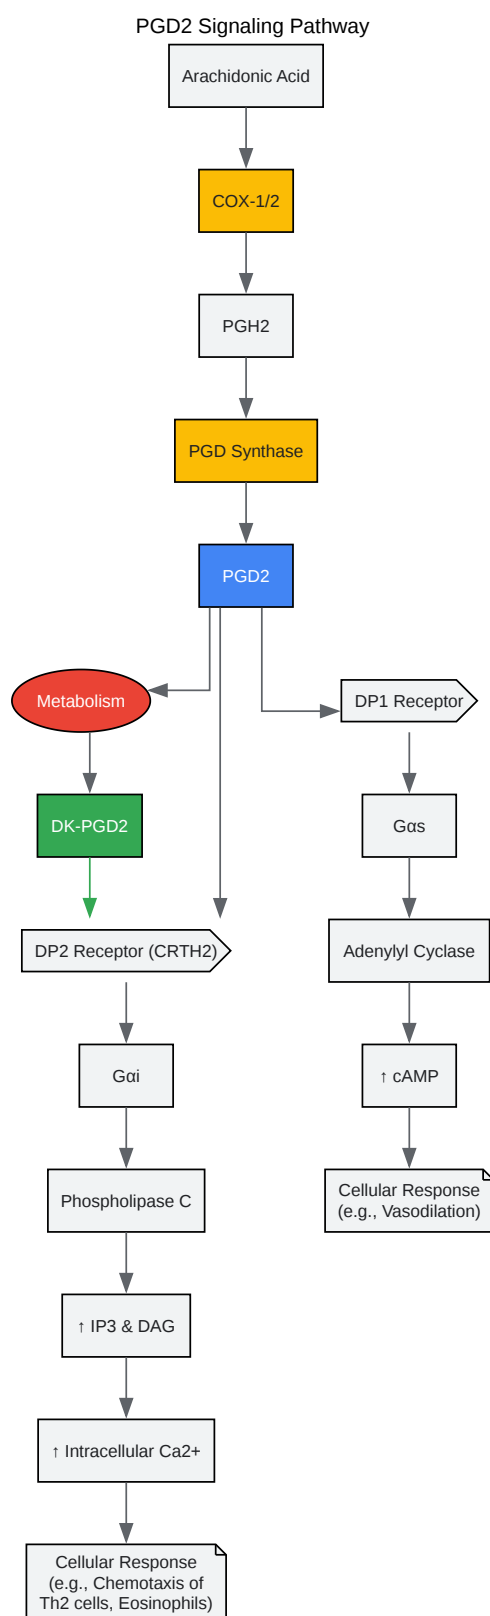 PGD2 Signaling Pathway
Arachidonic Acid
COX-1/2
PGH2
PGD Synthase
PGD2
Metabolism
DP1 Receptor
DK-PGD2
Gαs
DP2 Receptor (CRTH2)
Adenylyl Cyclase
Gαi
↑ cAMP
Phospholipase C
Cellular Response
(e.g., Vasodilation)
↑ IP3 & DAG
↑ Intracellular Ca2+
Cellular Response
(e.g., Chemotaxis of
Th2 cells, Eosinophils)